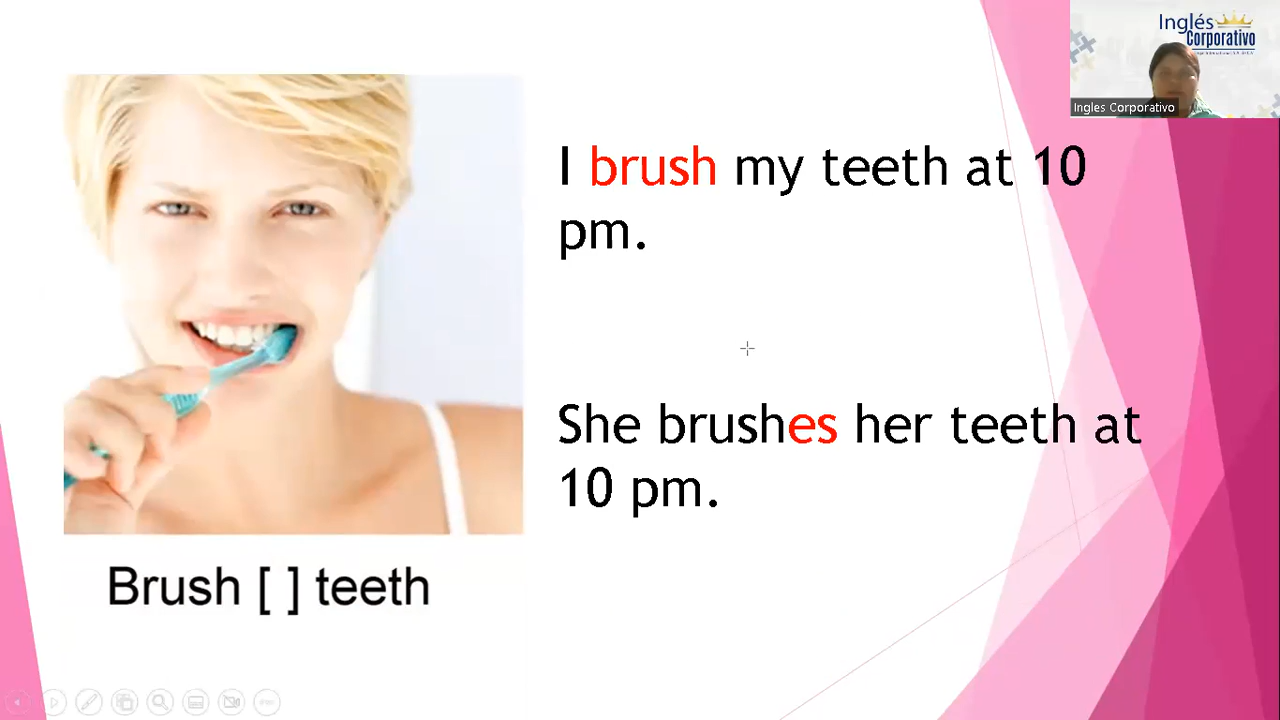 Inglés
Corporativo
Ingles Corporativo
I brush my teeth at 10
pm.
She brushes her teeth at
10 pm.
Brush [ ] teeth